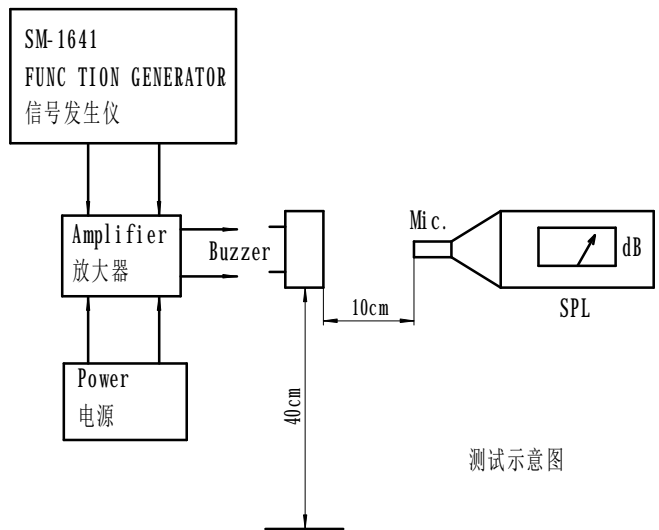 SM-1641
FUNC TION GENERATOR
信号发生仪
Amplifier
放大器
Buzzer
Mic.
dB
SPL
10cm
40cm
Power
电源
测试示意图